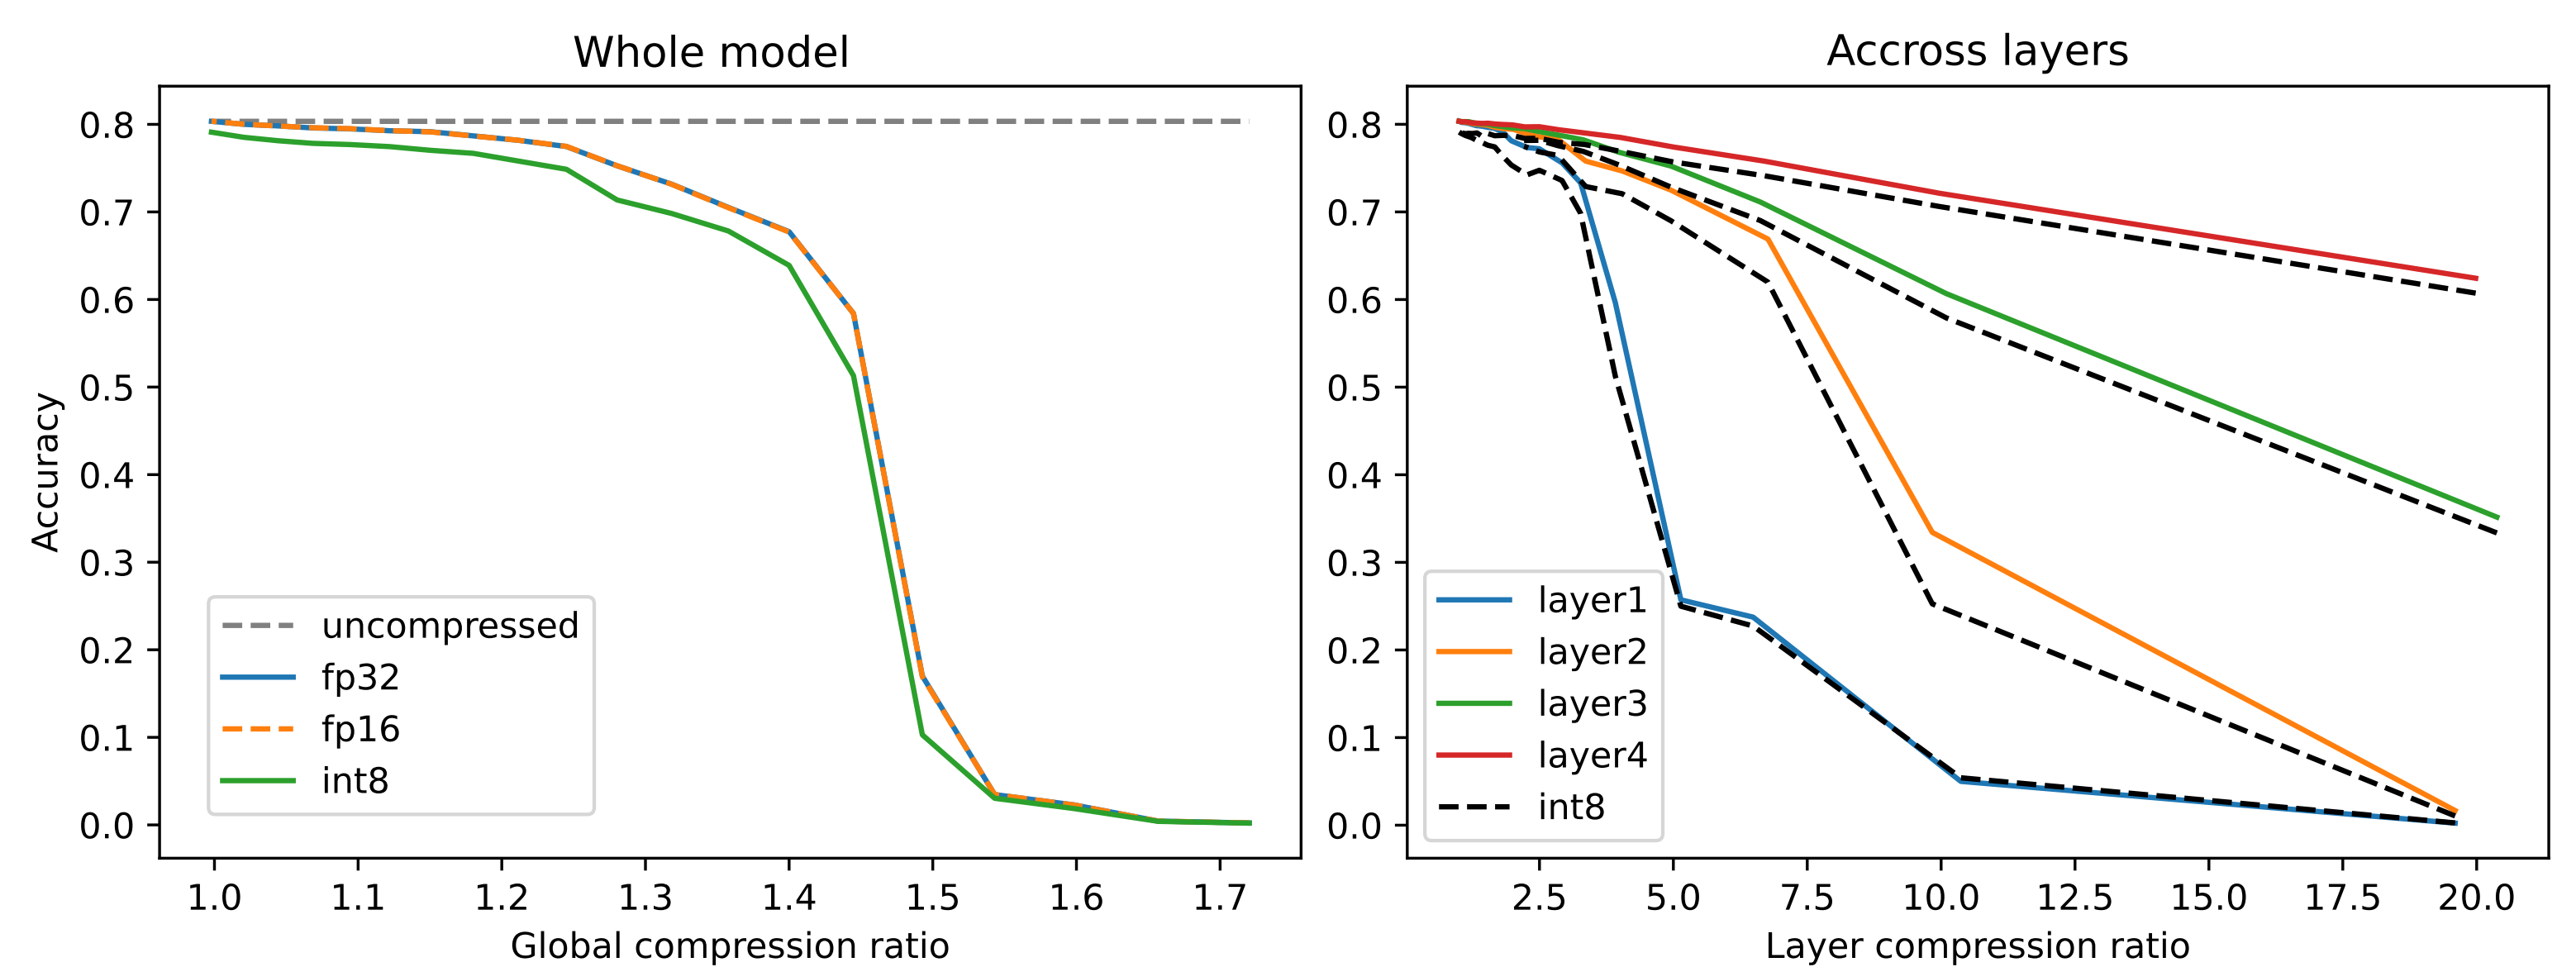 Whole model
Accuracy
0.8
0.7
0.6
0.5
0.4
0.3
0.2
0.1
0.0
uncompressed
fp32
fp16
int8
1.0 1.1 1.2 1.3 1.4 1.5 1.6 1.7
Global compression ratio
Accross layers
0.8
0.7
0.6
0.5
0.4
0.3
0.2
0.1
0.0
layer1
layer2
layer3
layer4
int8
2.5 5.0 7.5 10.0 12.5 15.0 17.5 20.0
Layer compression ratio